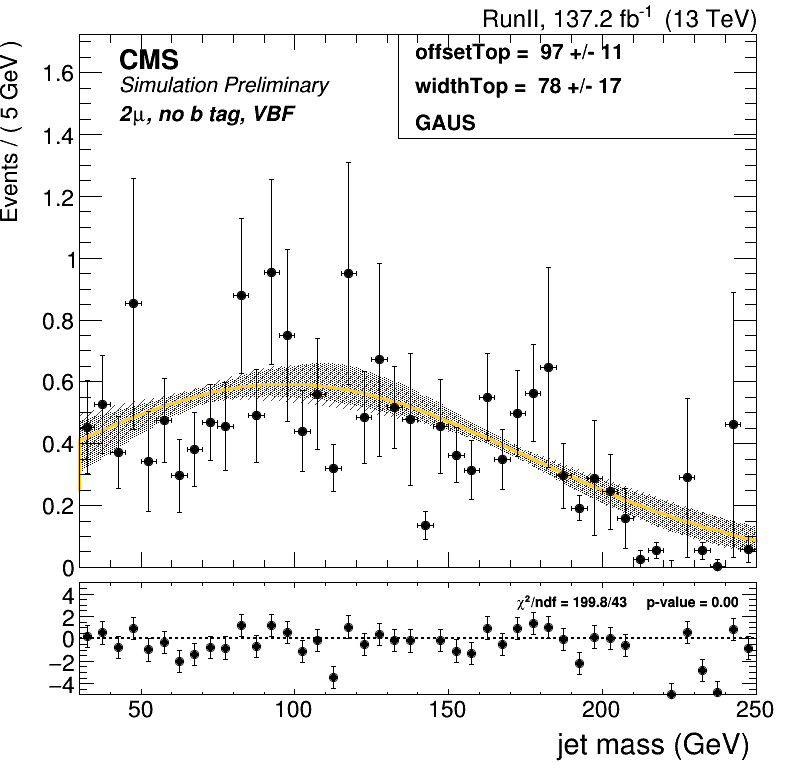 RunII, 137.2 fb-1 (13 TeV)
Events / ( 5 GeV )
CMS
Simulation Preliminary
2μ, no b tag, VBF
offsetTop = 97 +/- 11
widthTop = 78 +/- 17
GAUS
1.6
1.4
1.2
1
0.8
0.6
0.4
0.2
0
χ2/ndf = 199.8/43 p-value = 0.00
4
2
0
−2
−4
50 100 150 200 250
jet mass (GeV)